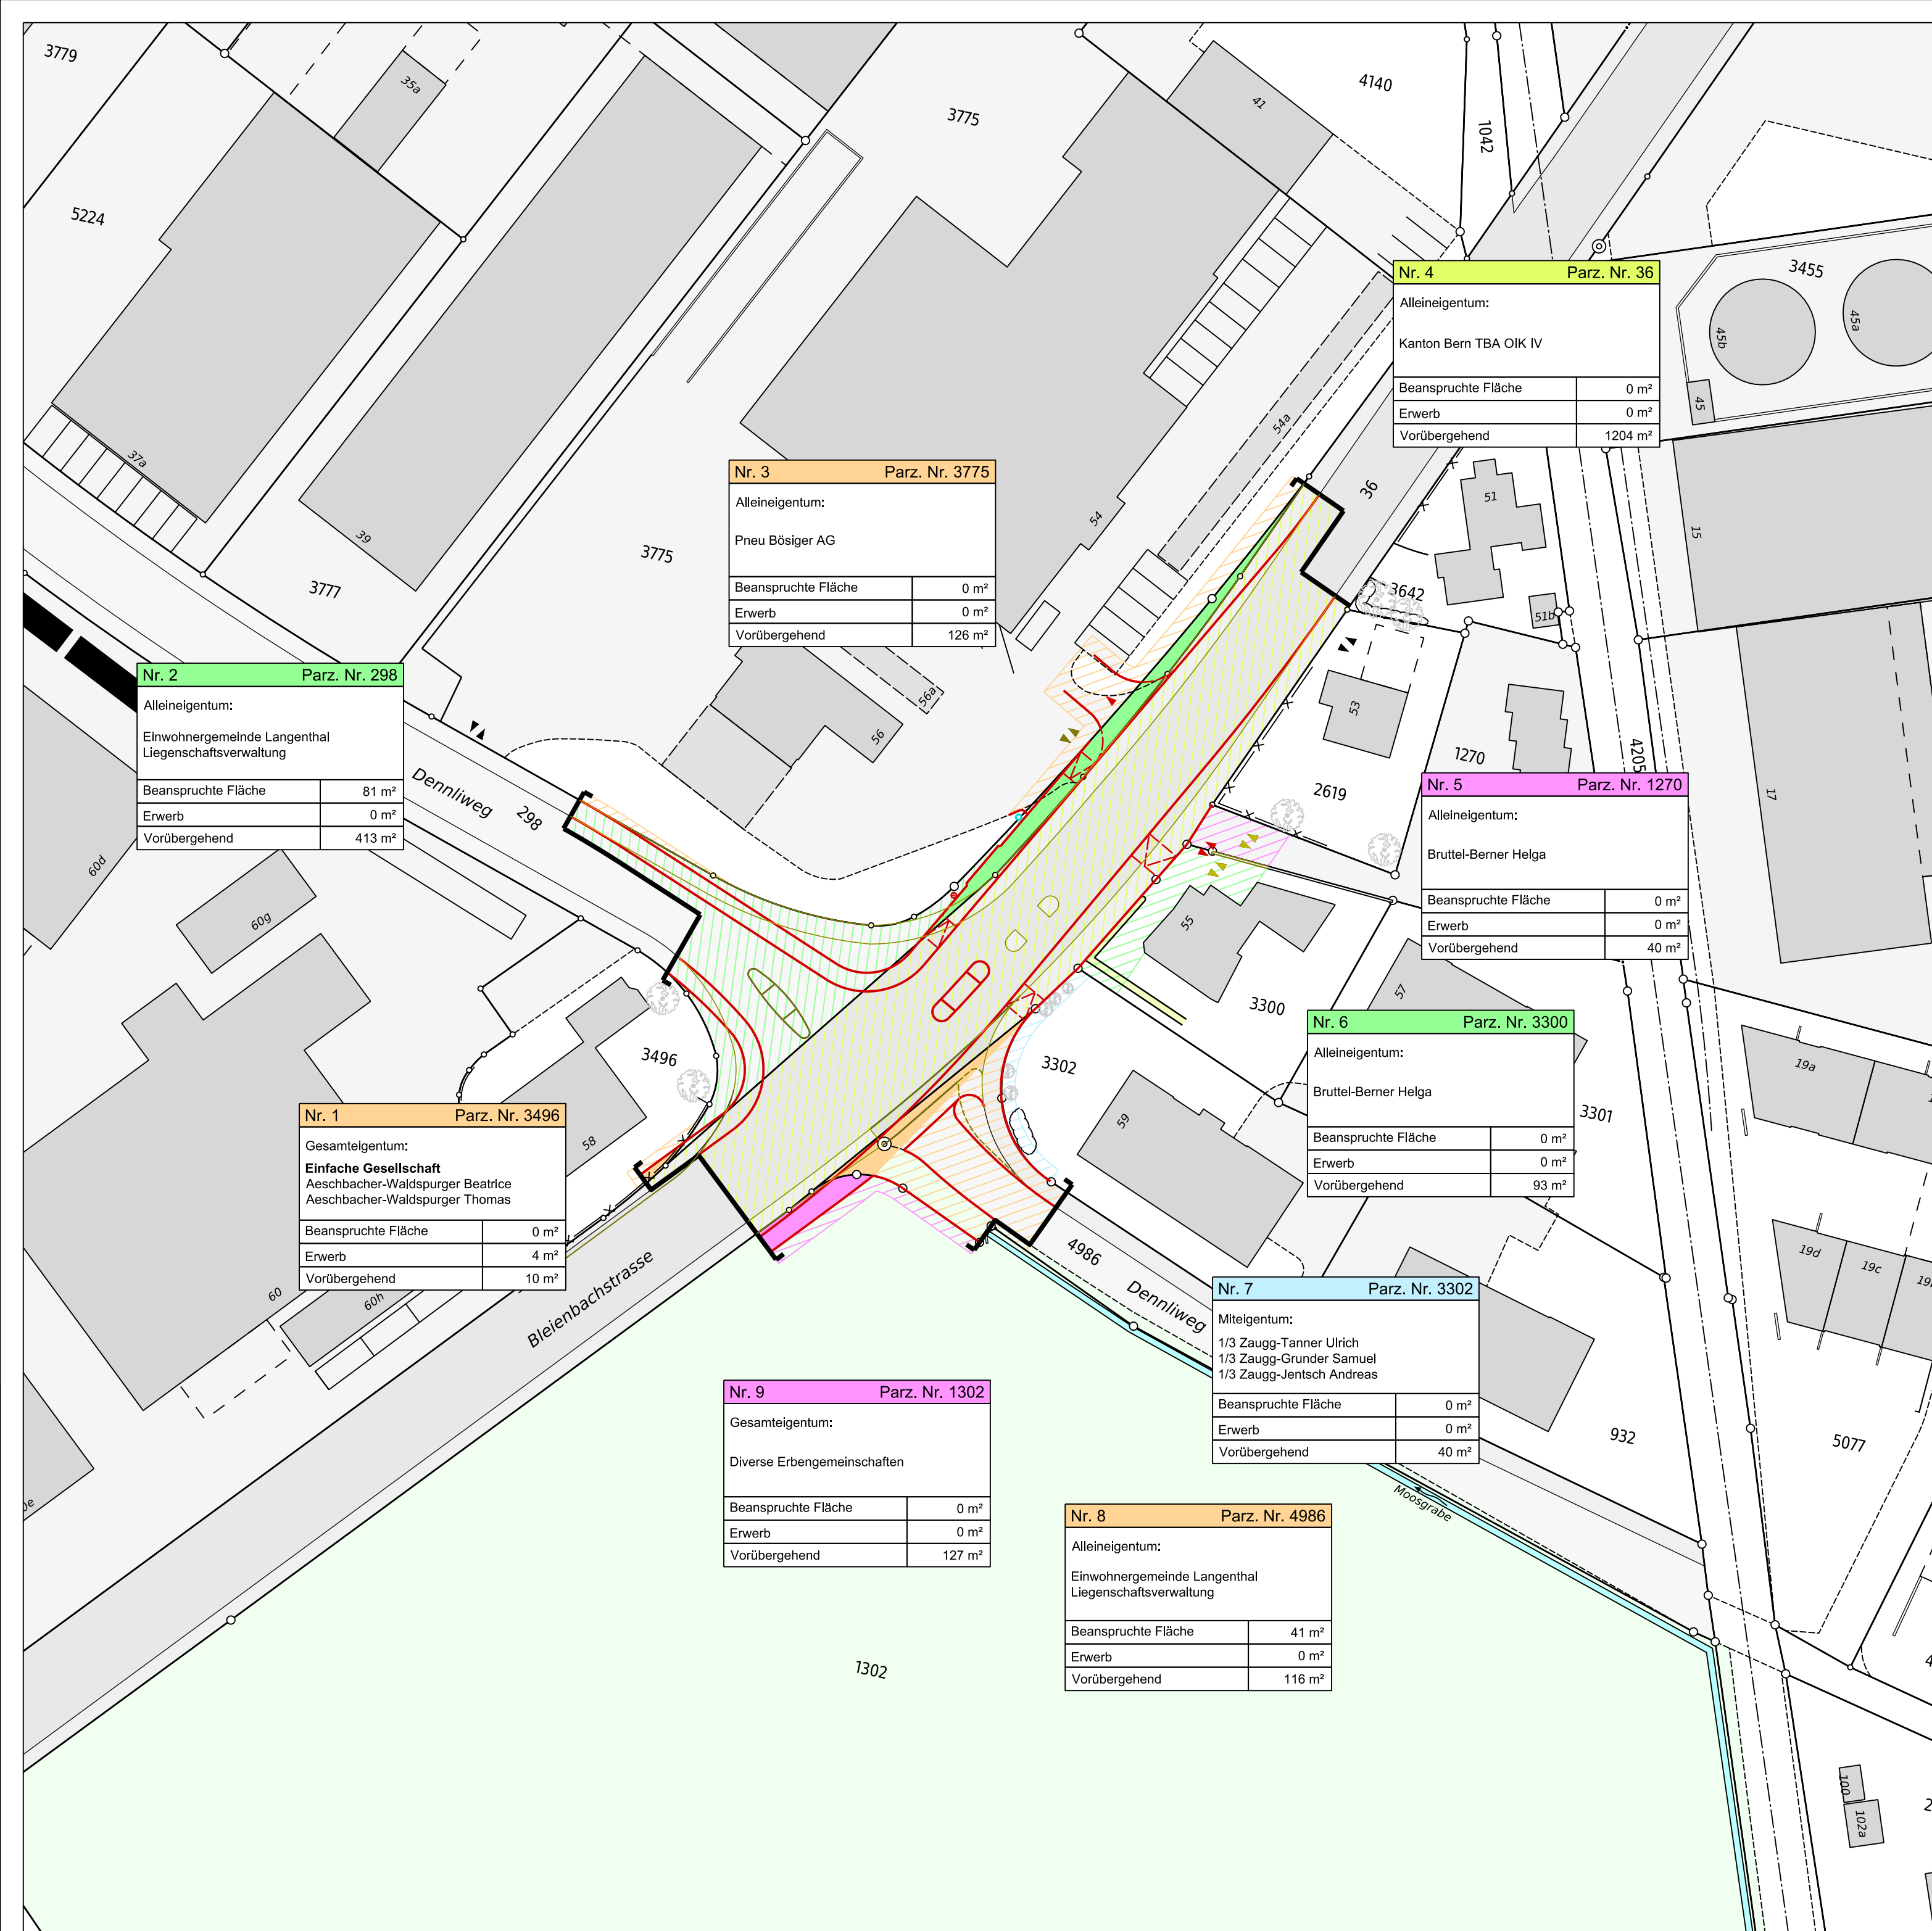 3779
35a
3775
41
4140
1042
5224
3455
45b
45a
45
Nr. 4 Parz. Nr. 36
Alleineigentum:
Kanton Bern TBA OIK IV
Beanspruchte Fläche 0 m²
Erwerb 0 m²
Vorübergehend 1204 m²
37a
39
3777
3775
54a
54
36
51
15
Nr. 3 Parz. Nr. 3775
Alleineigentum:
Pneu Bösiger AG
Beanspruchte Fläche 0 m²
Erwerb 0 m²
Vorübergehend 126 m²
3642
51b
Nr. 2 Parz. Nr. 298
Alleineigentum:
Einwohnergemeinde Langenthal
Liegenschaftsverwaltung
Beanspruchte Fläche 81 m²
Erwerb 0 m²
Vorübergehend 413 m²
56a
56
53
1270
4205
2619
17
Dennliweg
298
Nr. 5 Parz. Nr. 1270
Alleineigentum:
Bruttel-Berner Helga
Beanspruchte Fläche 0 m²
Erwerb 0 m²
Vorübergehend 40 m²
60d
60g
55
57
3300
3496
3302
58
59
3301
19a
Nr. 6 Parz. Nr. 3300
Alleineigentum:
Bruttel-Berner Helga
Beanspruchte Fläche 0 m²
Erwerb 0 m²
Vorübergehend 93 m²
Nr. 1 Parz. Nr. 3496
Gesamteigentum:
Einfache Gesellschaft
Aeschbacher-Waldspurger Beatrice
Aeschbacher-Waldspurger Thomas
Beanspruchte Fläche 0 m²
Erwerb 4 m²
Vorübergehend 10 m²
60
60h
Bleienbachstrasse
4986
Dennliweg
19d
19c
Nr. 7 Parz. Nr. 3302
Miteigentum:
1/3 Zaugg-Tanner Ulrich
1/3 Zaugg-Grunder Samuel
1/3 Zaugg-Jentsch Andreas
Beanspruchte Fläche 0 m²
Erwerb 0 m²
Vorübergehend 40 m²
Nr. 9 Parz. Nr. 1302
Gesamteigentum:
Diverse Erbengemeinschaften
Beanspruchte Fläche 0 m²
Erwerb 0 m²
Vorübergehend 127 m²
932
5077
Moosgrabe
Nr. 8 Parz. Nr. 4986
Alleineigentum:
Einwohnergemeinde Langenthal
Liegenschaftsverwaltung
Beanspruchte Fläche 41 m²
Erwerb 0 m²
Vorübergehend 116 m²
1302
100
102a